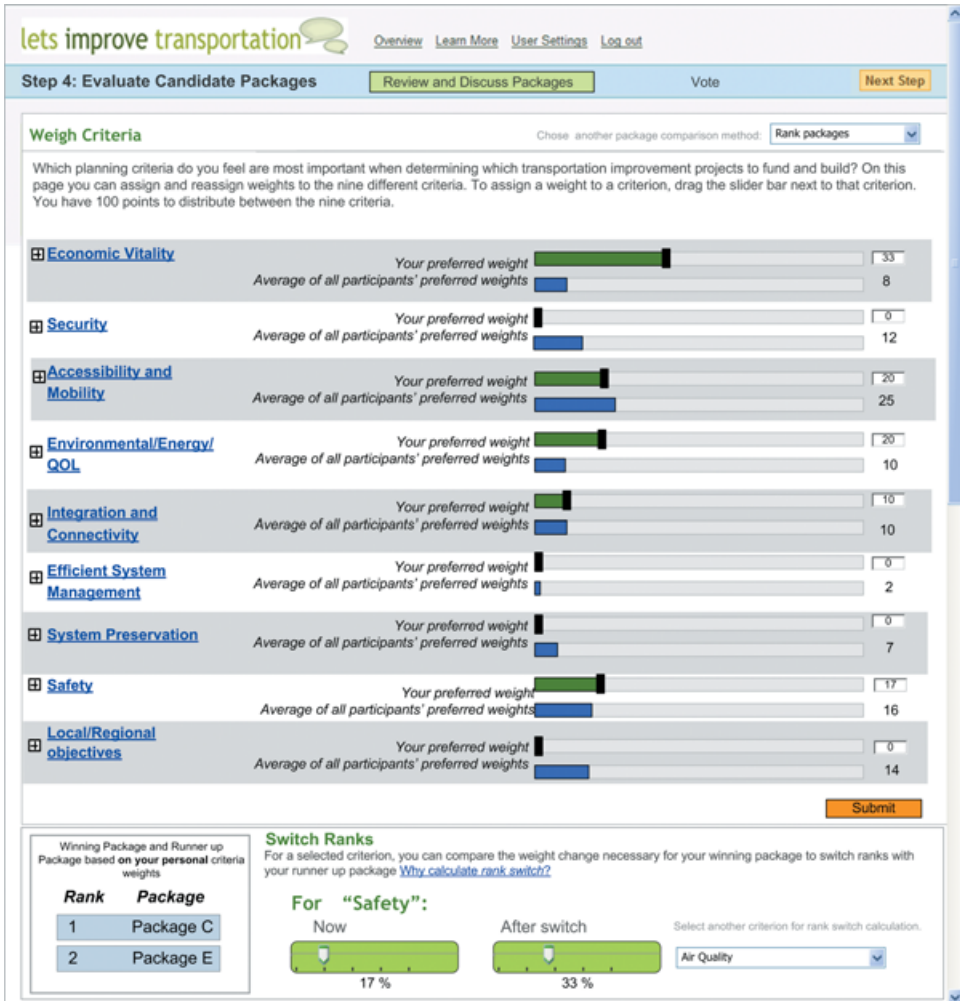 lets improve transportation
Overview Learn More User Settings Log out
Step 4: Evaluate Candidate Packages Review and Discuss Packages Vote Next Step
Weigh Criteria Chose another package comparison method: Rank packages
Which planning criteria do you feel are most important when determining which transportation improvement projects to fund and build? On this
page you can assign and reassign weights to the nine different criteria. To assign a weight to a criterion, drag the slider bar next to that criterion.
You have 100 points to distribute between the nine criteria.
Economic Vitality
Your preferred weight 33
Average of all participants' preferred weights 8
Security
Your preferred weight 0
Average of all participants' preferred weights 12
Accessibility and
Mobility
Your preferred weight 20
Average of all participants' preferred weights 25
Environmental/Energy/
QOL
Your preferred weight 20
Average of all participants' preferred weights 10
Integration and
Connectivity
Your preferred weight 10
Average of all participants' preferred weights 10
Efficient System
Management
Your preferred weight 0
Average of all participants' preferred weights 2
System Preservation
Your preferred weight 0
Average of all participants' preferred weights 7
Safety
Your preferred weight 17
Average of all participants' preferred weights 16
Local/Regional
objectives
Your preferred weight 0
Average of all participants' preferred weights 14
Submit
Winning Package and Runner up
Package based on your personal criteria
weights
Rank Package
1 Package C
2 Package E
Switch Ranks
For a selected criterion, you can compare the weight change necessary for your winning package to switch ranks with
your runner up package Why calculate rank switch?
For "Safety":
Now After switch
17 % 33 %
Select another criterion for rank switch calculation.
Air Quality